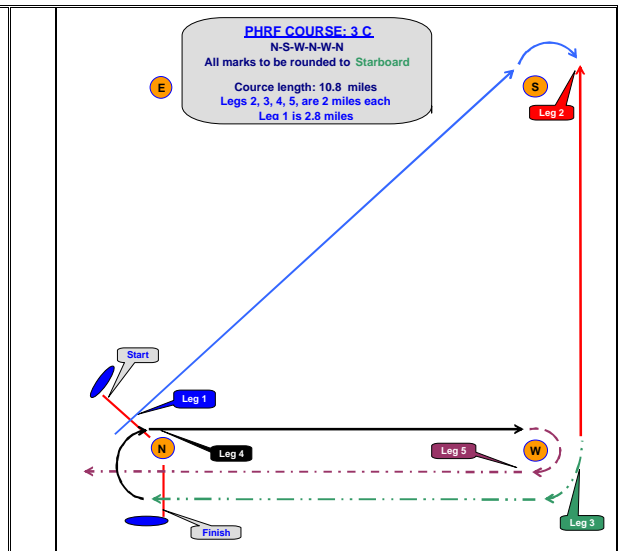 PHRF COURSE: 3 C
N-S-W-N-W-N
All marks to be rounded to Starboard
Cource length: 10.8 miles
Legs 2, 3, 4, 5, are 2 miles each
Leg 1 is 2.8 miles
E
S
Leg 2
Start
Leg 1
N
Leg 4
Leg 5
W
Leg 3
Finish